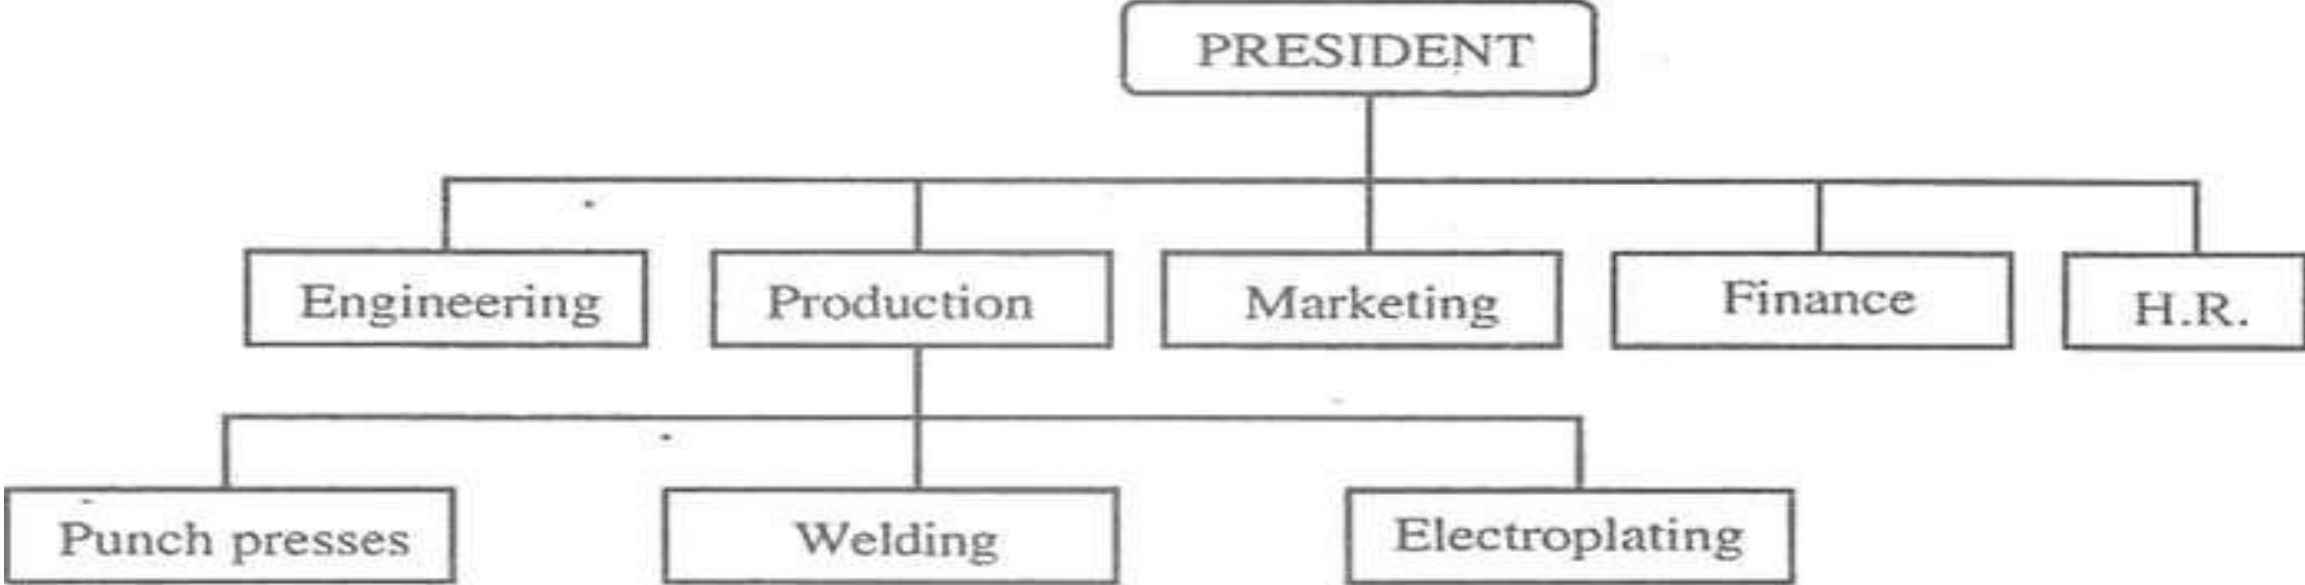 PRESIDENT
Engineering
Production
Marketing
Finance
H.R.
Punch presses
Welding
Electroplating